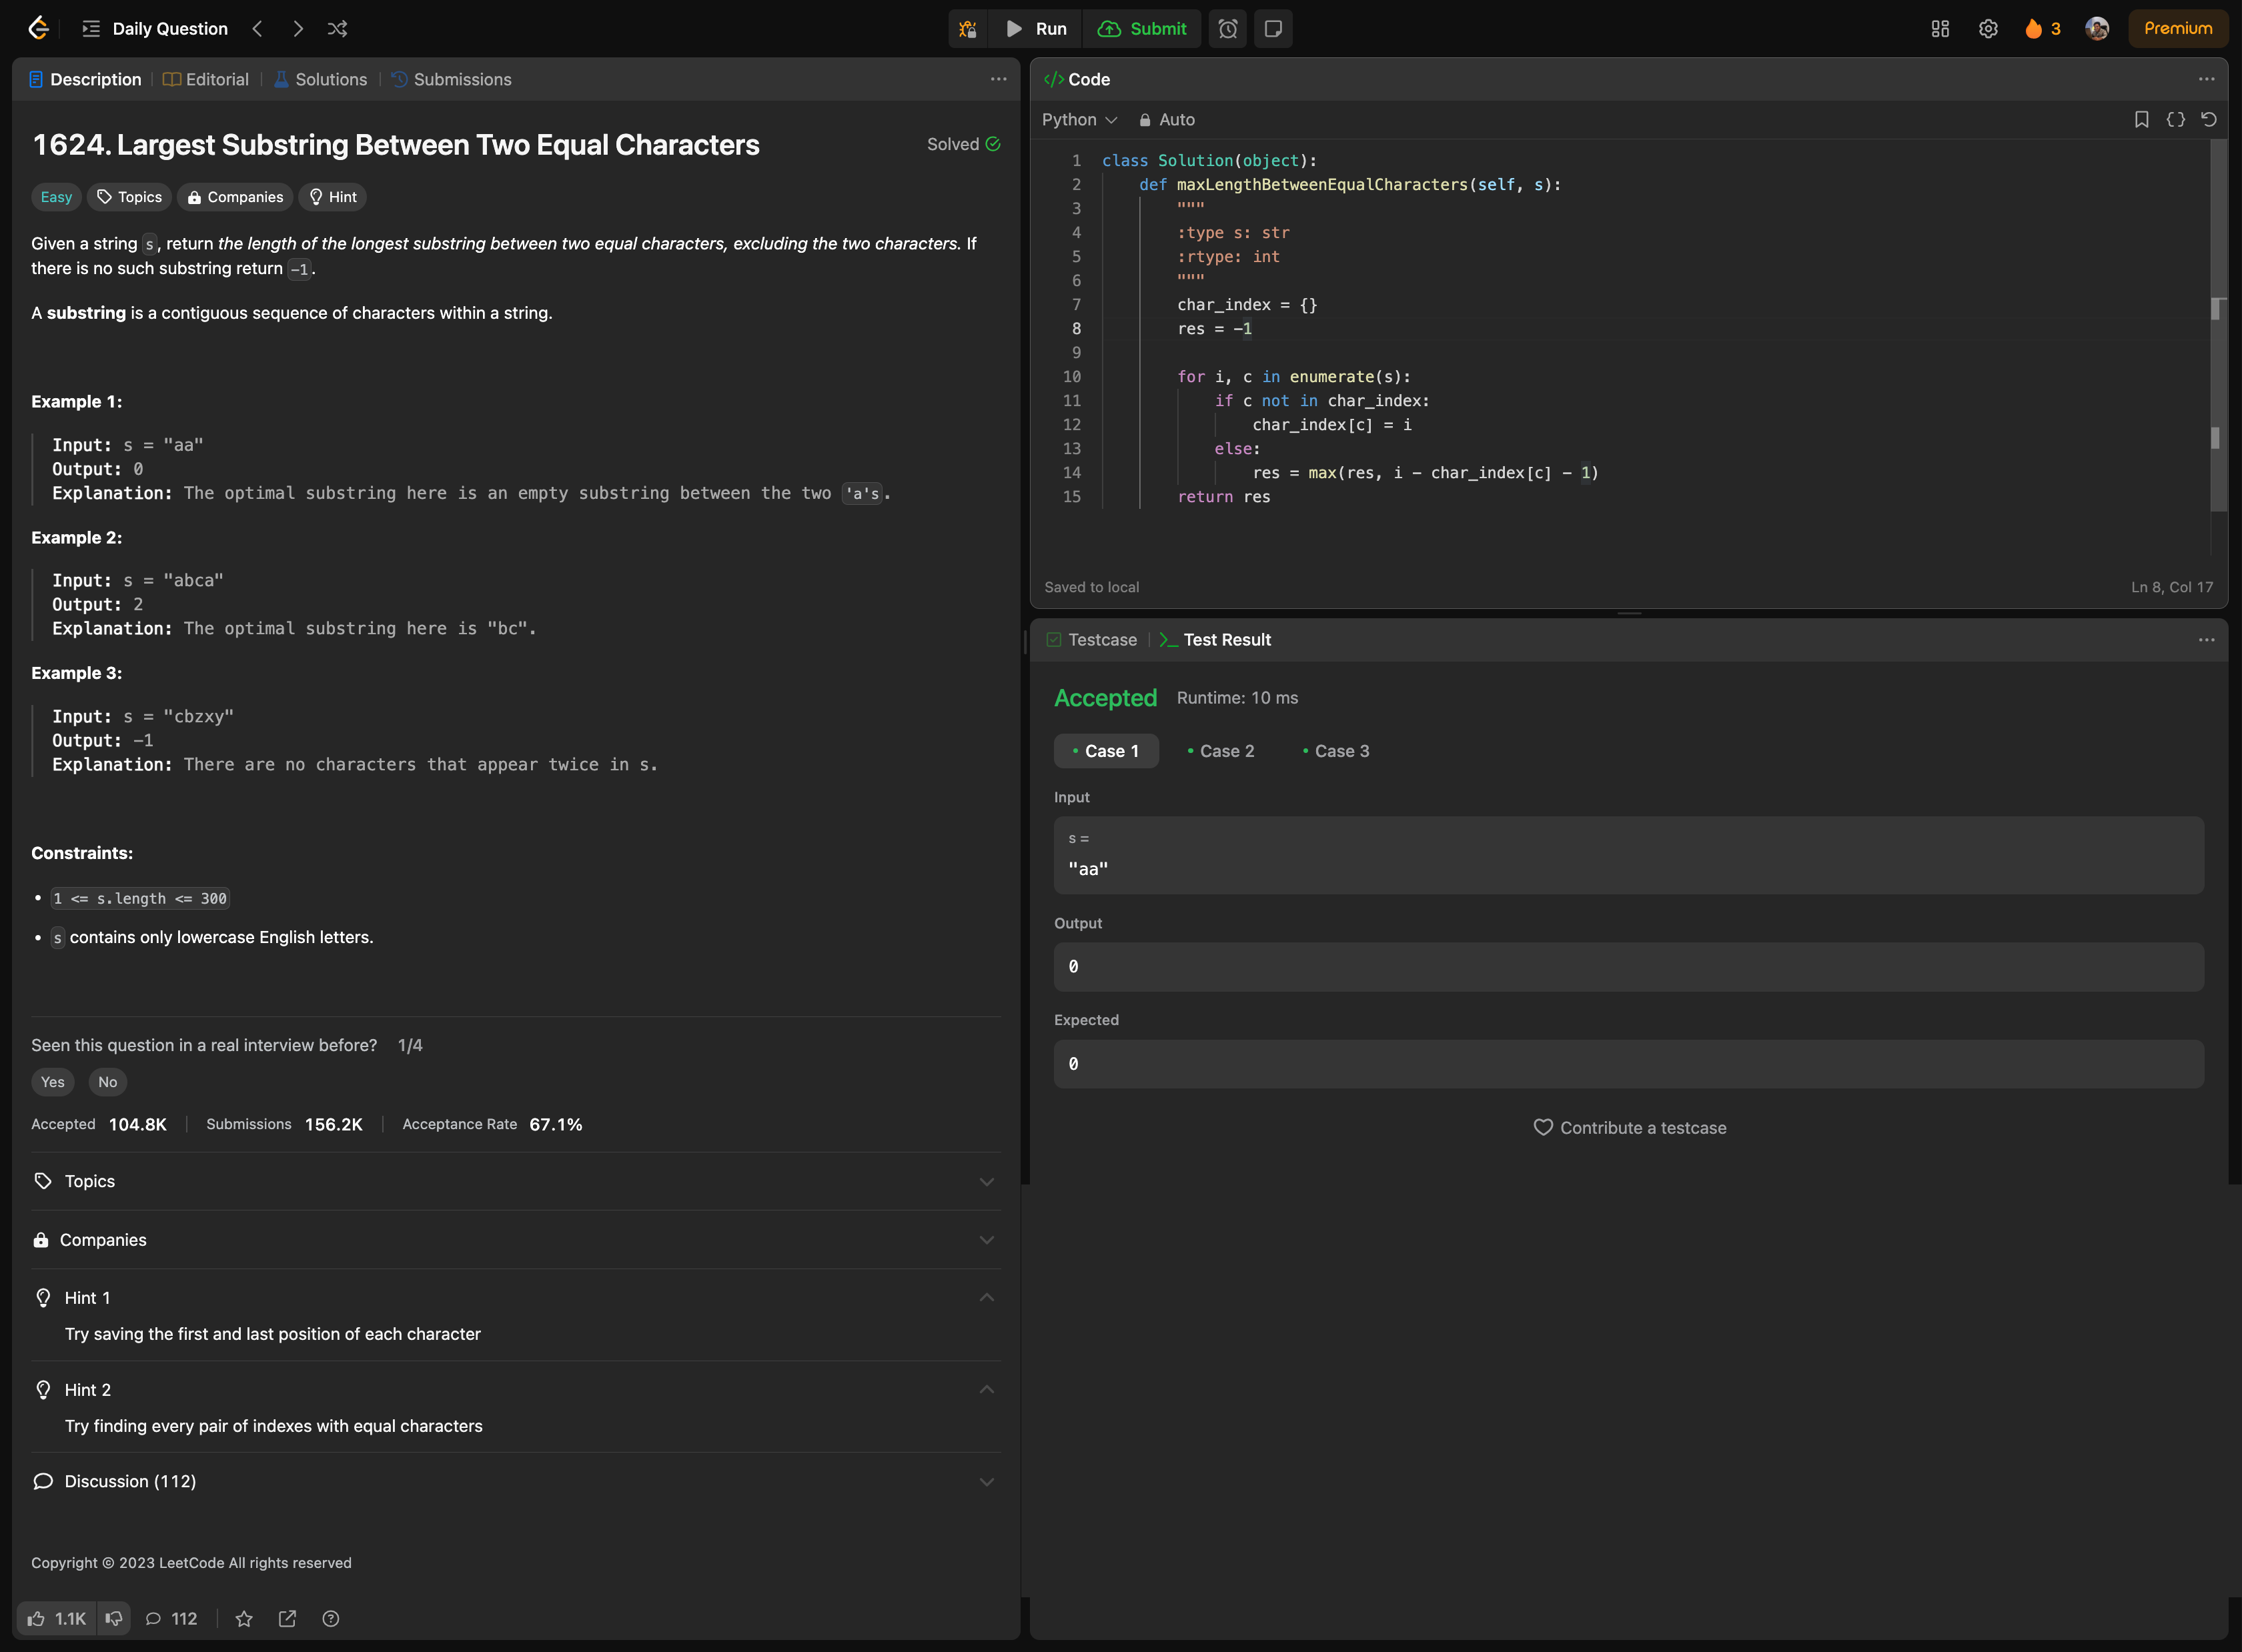 Daily Question
Run
Submit
3
Premium
Description
Editorial
Solutions
Submissions
1624. Largest Substring Between Two Equal Characters
Solved
Easy
Topics
Companies
Hint
Given a string s, return the length of the longest substring between two equal characters, excluding the two characters. If
there is no such substring return -1.
A substring is a contiguous sequence of characters within a string.
Example 1:
Input: s = "aa"
Output: 0
Explanation: The optimal substring here is an empty substring between the two 'a's.
Example 2:
Input: s = "abca"
Output: 2
Explanation: The optimal substring here is "bc".
Example 3:
Input: s = "cbzxy"
Output: -1
Explanation: There are no characters that appear twice in s.
Constraints:
• 1 <= s.length <= 300
• s contains only lowercase English letters.
Seen this question in a real interview before? 1/4
Yes
No
Accepted 104.8K
Submissions 156.2K
Acceptance Rate 67.1%
Topics
Companies
Hint 1
Try saving the first and last position of each character
Hint 2
Try finding every pair of indexes with equal characters
Discussion (112)
Copyright © 2023 LeetCode All rights reserved
1.1K
112
</> Code
Python
Auto
1 class Solution(object):
2 def maxLengthBetweenEqualCharacters(self, s):
3 """
4 :type s: str
5 :rtype: int
6 """
7 char_index = {}
8 res = -1
9
10 for i, c in enumerate(s):
11 if c not in char_index:
12 char_index[c] = i
13 else:
14 res = max(res, i - char_index[c] - 1)
15 return res
Saved to local
Ln 8, Col 17
Testcase
Test Result
Accepted
Runtime: 10 ms
• Case 1
• Case 2
• Case 3
Input
s =
"aa"
Output
0
Expected
0
Contribute a testcase